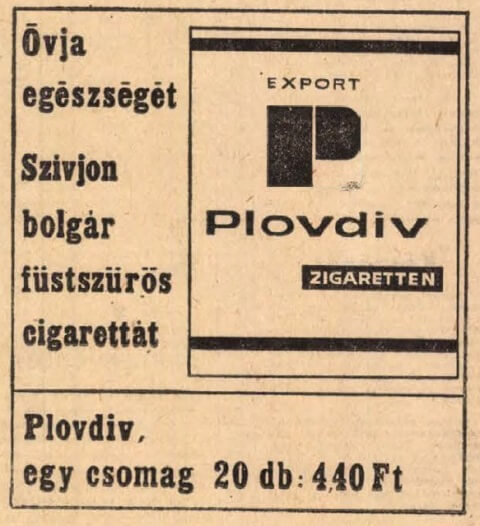 Óvja
egészségét
Szivjon
bolgár
füstszürős
cigarettát
EXPORT
P
Plovdiv
ZIGARETTEN
Plovdiv,
egy csomag 20 db: 4,40 Ft